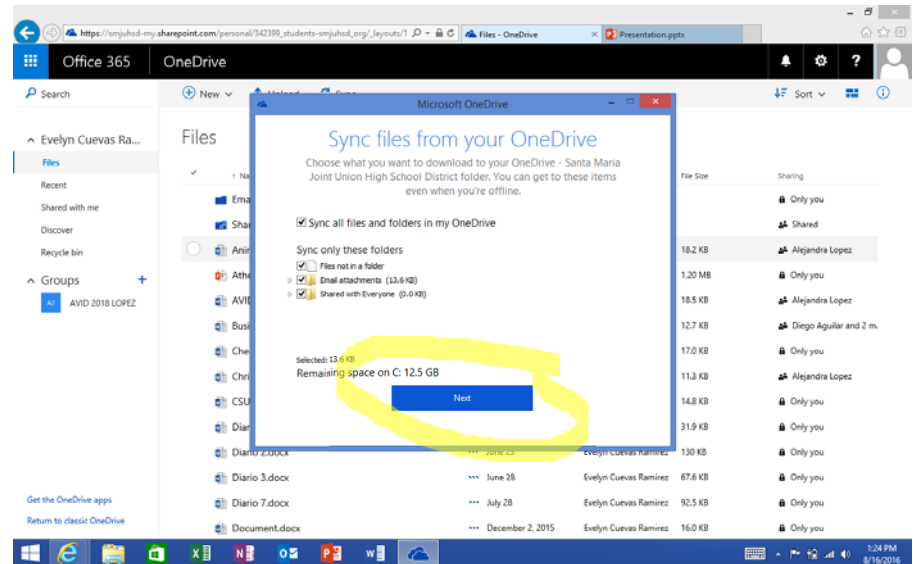 https://smjuhsd-my.sharepoint.com/personal/342399_students-smjuhsd_org/_layouts/1
Files - OneDrive
Presentation.pptx
Office 365
OneDrive
?
Search
New
Sort
Microsoft OneDrive
Sync files from your OneDrive
Choose what you want to download to your OneDrive - Santa Maria
Joint Union High School District folder. You can get to these items
even when you're offline.
Sync all files and folders in my OneDrive
Sync only these folders
Files not in a folder
Email attachments (13.6 KB)
Shared with Everyone (0.0 KB)
Selected: 13.6 KB
Remaining space on C: 12.5 GB
Next
Evelyn Cuevas Ra...
Files
Recent
Shared with me
Discover
Recycle bin
Groups
A2 AVID 2018 LOPEZ
Files
File Size
Sharing
Only you
Shared
18.2 KB Alejandra Lopez
1.20 MB Only you
AVID 18.5 KB Alejandra Lopez
12.7 KB Diego Aguilar and 2 m.
17.0 KB Only you
11.3 KB Alejandra Lopez
CSU 14.8 KB Only you
31.9 KB Only you
Diario 2.docx June 23 Evelyn Cuevas Ramirez 130 KB Only you
Diario 3.docx June 28 Evelyn Cuevas Ramirez 67.6 KB Only you
Diario 7.docx July 28 Evelyn Cuevas Ramirez 92.5 KB Only you
Document.docx December 2, 2015 Evelyn Cuevas Ramirez 16.0 KB Only you
Get the OneDrive apps
Return to classic OneDrive
1:24 PM
8/16/2016